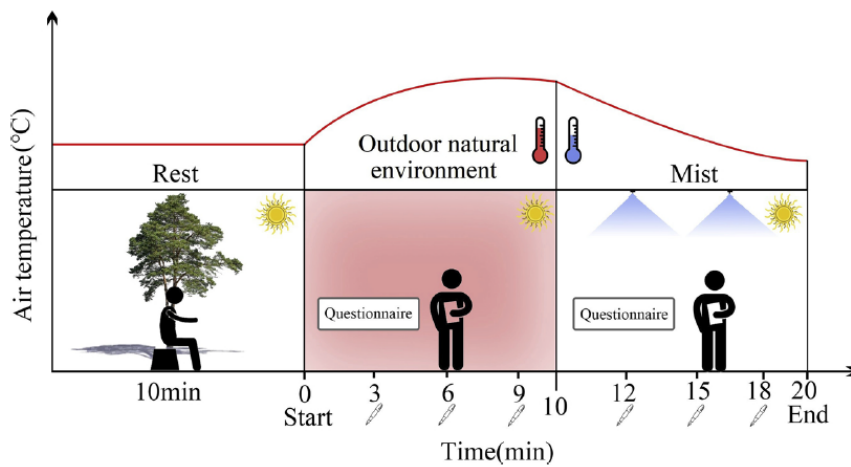 Air temperature(℃)
Rest
Outdoor natural
environment
Mist
Questionnaire
Questionnaire
10min
0
3
6
9
10
12
15
18
20
Start
End
Time(min)